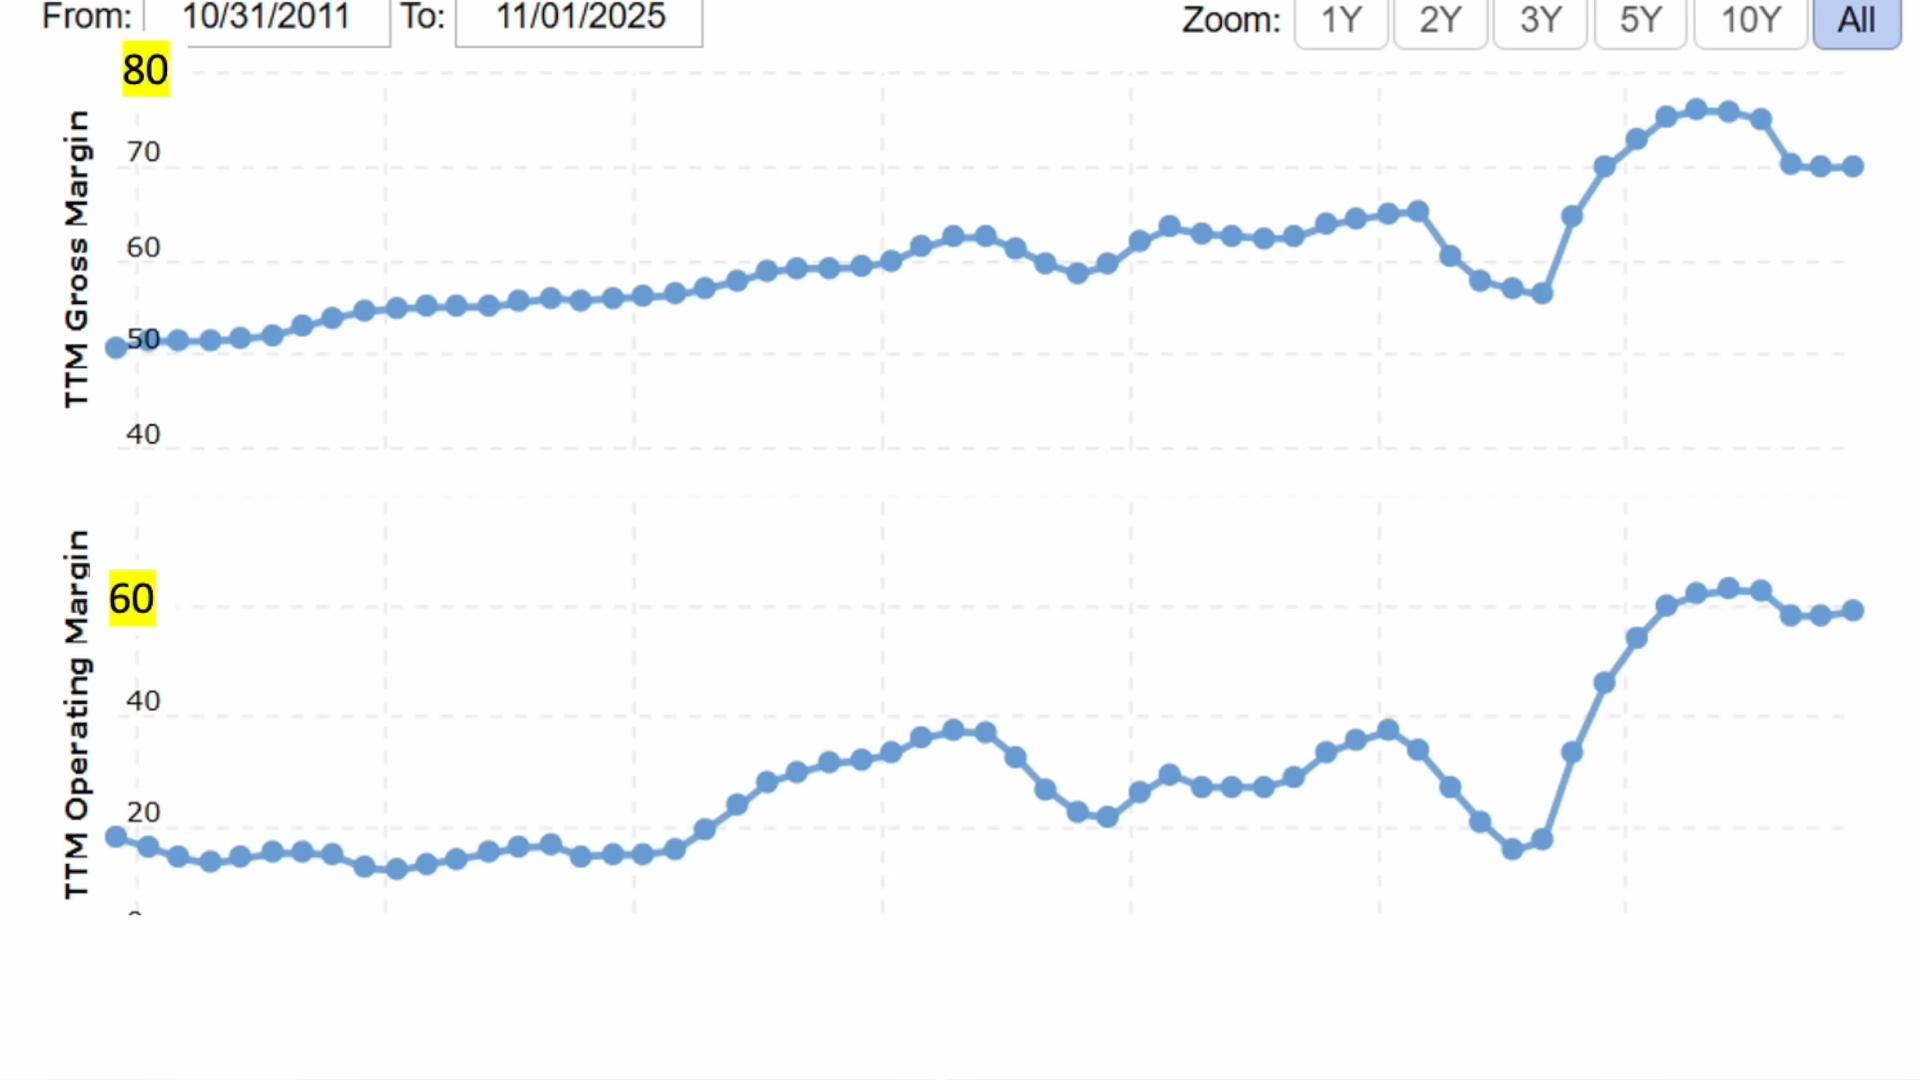 From: 10/31/2011 To: 11/01/2025 Zoom: 1Y 2Y 3Y 5Y 10Y All
80
70
60
50
40
TTM Gross Margin
60
40
20
TTM Operating Margin